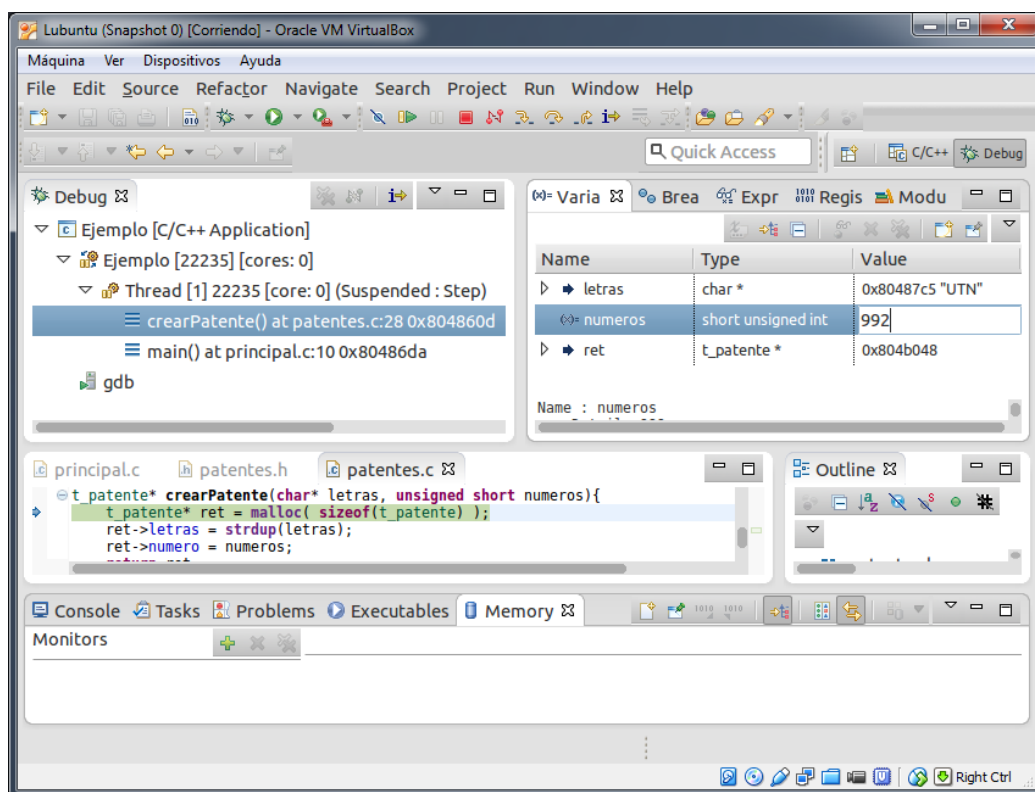 Lubuntu (Snapshot 0) [Corriendo] - Oracle VM VirtualBox
Máquina Ver Dispositivos Ayuda
File Edit Source Refactor Navigate Search Project Run Window Help
Quick Access C/C++ Debug
Debug
Ejemplo [C/C++ Application]
Ejemplo [22235] [cores: 0]
Thread [1] 22235 [core: 0] (Suspended : Step)
crearPatente() at patentes.c:28 0x804860d
main() at principal.c:10 0x80486da
gdb
(x)= Varia Brea Expr Regis Modu
Name Type Value
letras char * 0x80487c5 "UTN"
(x)= numeros short unsigned int 992
ret t_patente * 0x804b048
Name : numeros
principal.c patentes.h patentes.c
t_patente* crearPatente(char* letras, unsigned short numeros){
t_patente* ret = malloc( sizeof(t_patente) );
ret->letras = strdup(letras);
ret->numero = numeros;
Outline
Console Tasks Problems Executables Memory
Monitors
Right Ctrl